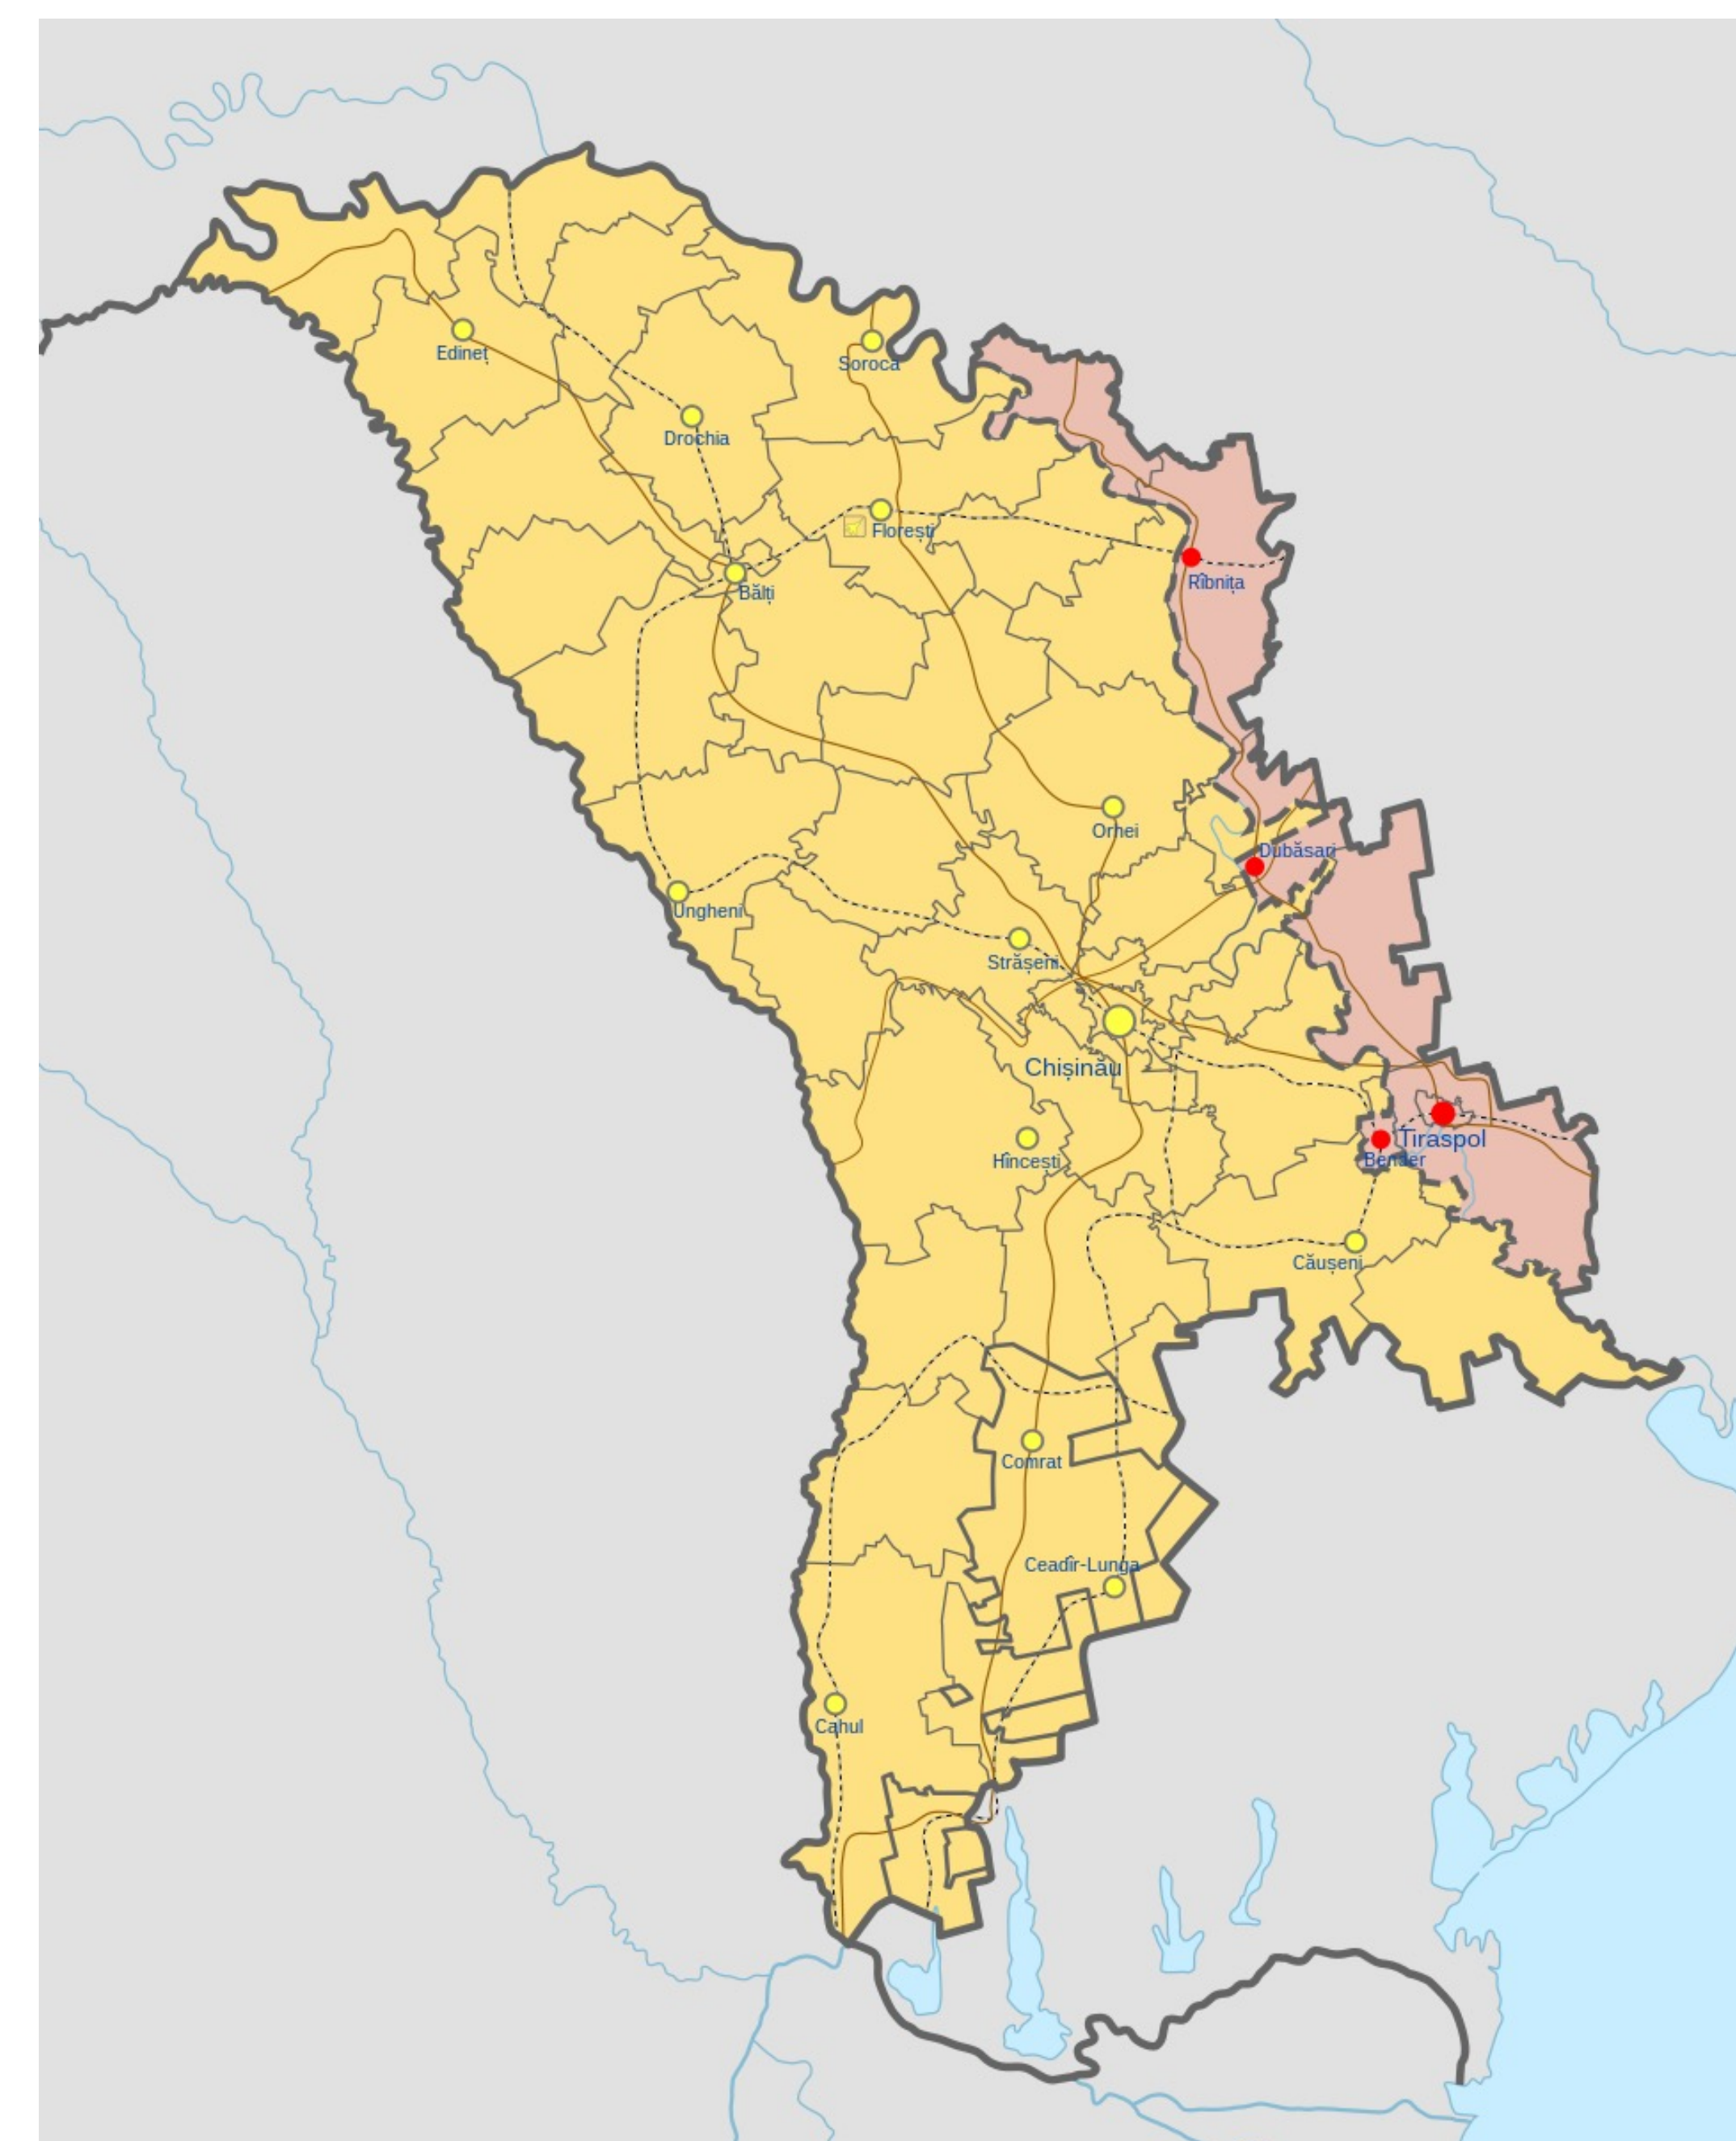 Edineț
Soroca
Drochia
Florești
Bălți
Rîbnița
Orhei
Dubăsari
Ungheni
Strășeni
Chișinău
Tiraspol
Bender
Hîncești
Căușeni
Comrat
Ceadîr-Lunga
Cahul